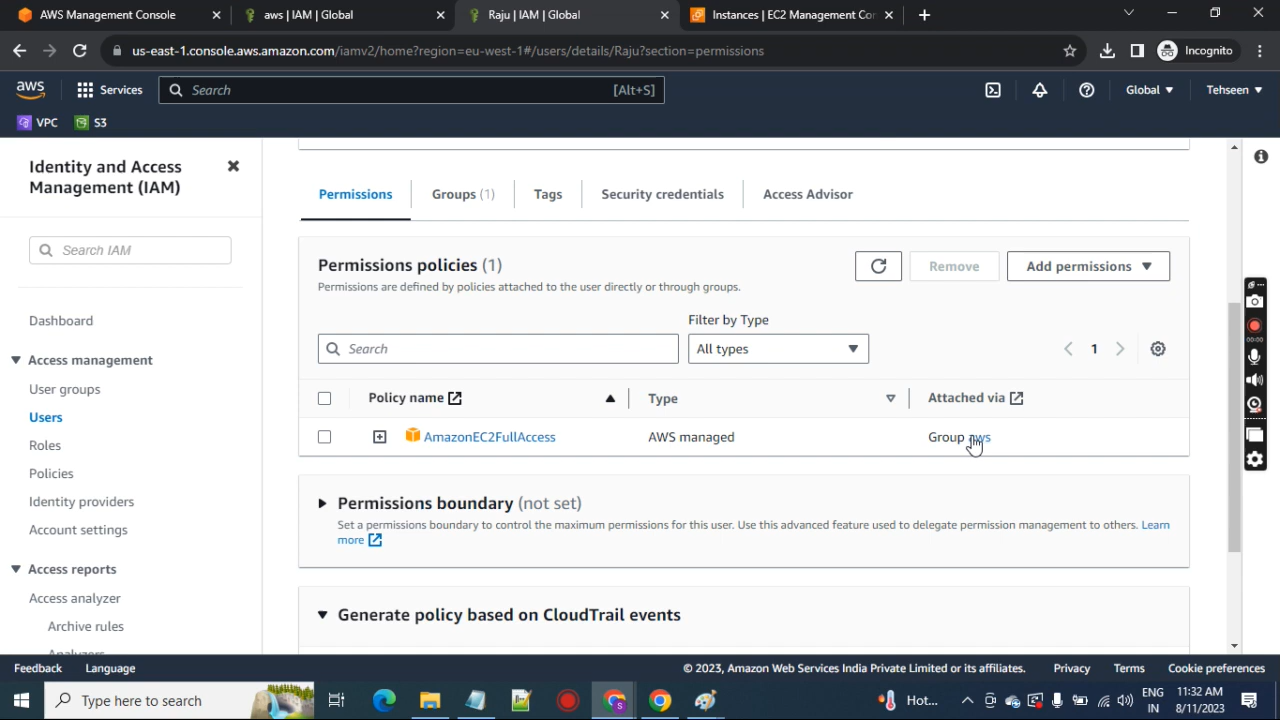 AWS Management Console
aws | IAM | Global
Raju | IAM | Global
Instances | EC2 Management Con
us-east-1.console.aws.amazon.com/iamv2/home?region=eu-west-1#/users/details/Raju?section=permissions
Incognito
aws
Services
Search
[Alt+S]
Global
Tehseen
VPC
S3
Identity and Access
Management (IAM)
Search IAM
Dashboard
Access management
User groups
Users
Roles
Policies
Identity providers
Account settings
Access reports
Access analyzer
Archive rules
Analyzers
Permissions
Groups (1)
Tags
Security credentials
Access Advisor
Permissions policies (1)
Permissions are defined by policies attached to the user directly or through groups.
Remove
Add permissions
Filter by Type
Search
All types
1
Policy name
Type
Attached via
AmazonEC2FullAccess
AWS managed
Group aws
Permissions boundary (not set)
Set a permissions boundary to control the maximum permissions for this user. Use this advanced feature used to delegate permission management to others. Learn
more
Generate policy based on CloudTrail events
00:00
Feedback
Language
© 2023, Amazon Web Services India Private Limited or its affiliates.
Privacy
Terms
Cookie preferences
Type here to search
Hot...
ENG
IN
11:32 AM
8/11/2023